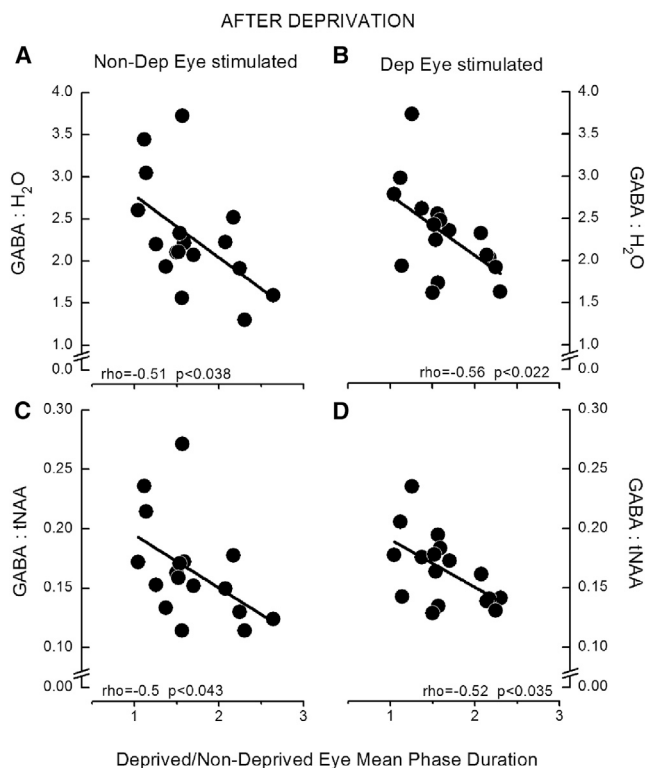 AFTER DEPRIVATION
A Non-Dep Eye stimulated B Dep Eye stimulated
4.0 4.0
3.5 3.5
3.0 3.0
2.5 2.5
2.0 2.0
1.5 1.5
1.0 1.0
0.0 0.0
GABA : H₂O
GABA : H₂O
rho=-0.51 p<0.038 rho=-0.56 p<0.022
C D
0.30 0.30
0.25 0.25
0.20 0.20
0.15 0.15
0.10 0.10
0.00 0.00
GABA : tNAA
GABA : tNAA
rho=-0.5 p<0.043 rho=-0.52 p<0.035
1 2 3 1 2 3
Deprived/Non-Deprived Eye Mean Phase Duration